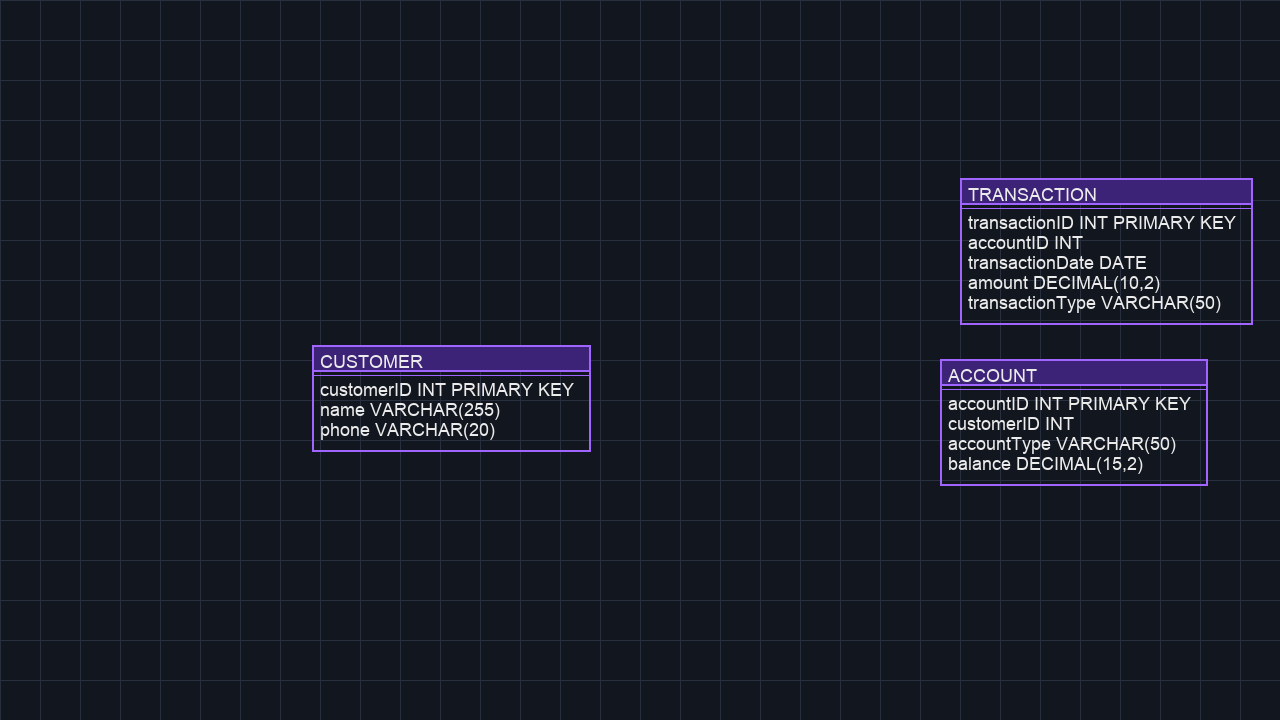 TRANSACTION
transactionID INT PRIMARY KEY
accountID INT
transactionDate DATE
amount DECIMAL(10,2)
transactionType VARCHAR(50)
CUSTOMER
customerID INT PRIMARY KEY
name VARCHAR(255)
phone VARCHAR(20)
ACCOUNT
accountID INT PRIMARY KEY
customerID INT
accountType VARCHAR(50)
balance DECIMAL(15,2)